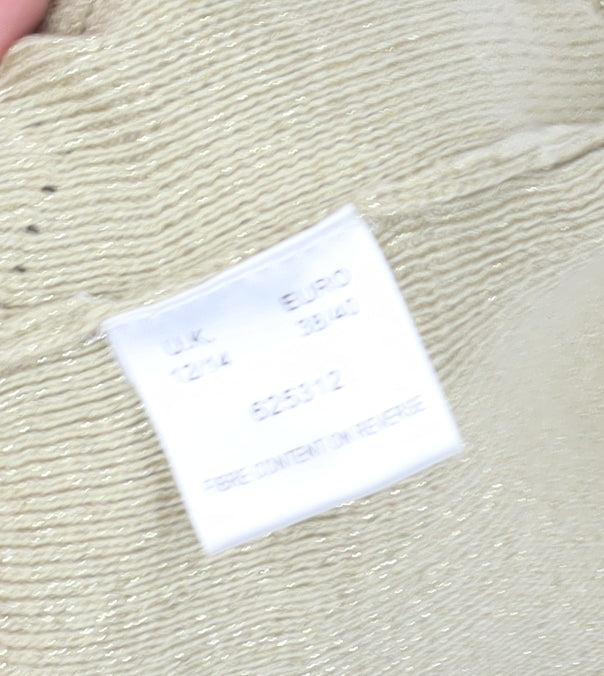 U.K. EURO
12/14 38/40
625312
FIBRE CONTENT ON REVERSE